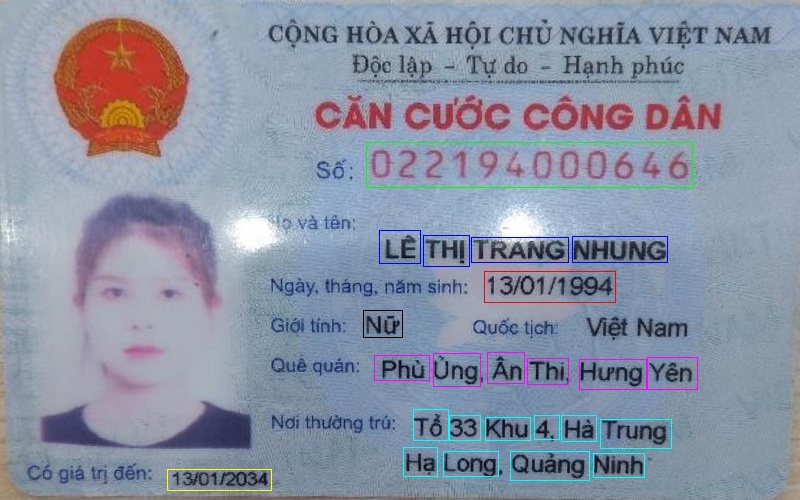 CỘNG HÒA XÃ HỘI CHỦ NGHĨA VIỆT NAM
Độc lập - Tự do - Hạnh phúc
CĂN CƯỚC CÔNG DÂN
Số: 022194000646
Họ và tên:
LÊ THỊ TRANG NHUNG
Ngày, tháng, năm sinh: 13/01/1994
Giới tính: Nữ Quốc tịch: Việt Nam
Quê quán: Phù Ủng, Ân Thi, Hưng Yên
Nơi thường trú: Tổ 33 Khu 4, Hà Trung
Hạ Long, Quảng Ninh
Có giá trị đến: 13/01/2034